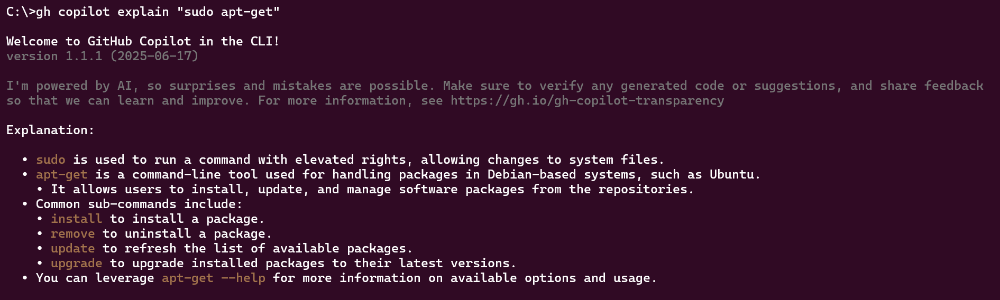 C:\>gh copilot explain "sudo apt-get"
Welcome to GitHub Copilot in the CLI!
version 1.1.1 (2025-06-17)
I'm powered by AI, so surprises and mistakes are possible. Make sure to verify any generated code or suggestions, and share feedback
so that we can learn and improve. For more information, see https://gh.io/gh-copilot-transparency
Explanation:
• sudo is used to run a command with elevated rights, allowing changes to system files.
• apt-get is a command-line tool used for handling packages in Debian-based systems, such as Ubuntu.
• It allows users to install, update, and manage software packages from the repositories.
• Common sub-commands include:
• install to install a package.
• remove to uninstall a package.
• update to refresh the list of available packages.
• upgrade to upgrade installed packages to their latest versions.
• You can leverage apt-get --help for more information on available options and usage.